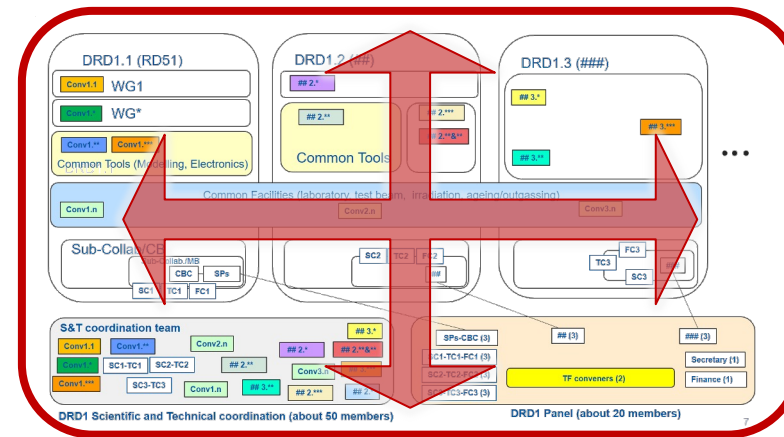 DRD1.1 (RD51)
Conv1.1 WG1
Conv1.* WG*
Conv1.** Conv1.***
Common Tools (Modelling, Electronics)
DRD1.2 (##)
## 2.*
## 2.**
Common Tools
## 2.***
## 2.**&**
DRD1.3 (###)
## 3.*
## 3.***
## 3.**
...
Common Facilities (laboratory, test beam, irradiation, ageing/outgassing)
Conv1.n
Conv2.n
Conv3.n
Sub-Collab/CB
Sub-Collab./MB
CBC SPs
SC1 TC1 FC1
SC2 TC2 FC2
##
FC3
TC3 ###
SC3
S&T coordination team
## 3.*
Conv1.1 Conv1.** Conv2.n
## 2.* ## 2.**&**
Conv1.* SC1-TC1 SC2-TC2 ## 2.**
Conv3.n
Conv1.*** SC3-TC3 Conv1.n ## 3.** ## 2.*** ## 2.
DRD1 Scientific and Technical coordination (about 50 members)
SPs-CBC (3) ## (3) ### (3)
SC1-TC1-FC1 (3) Secretary (1)
SC2-TC2-FC2 (3) TF conveners (2) Finance (1)
SC3-TC3-FC3 (3)
DRD1 Panel (about 20 members)
7